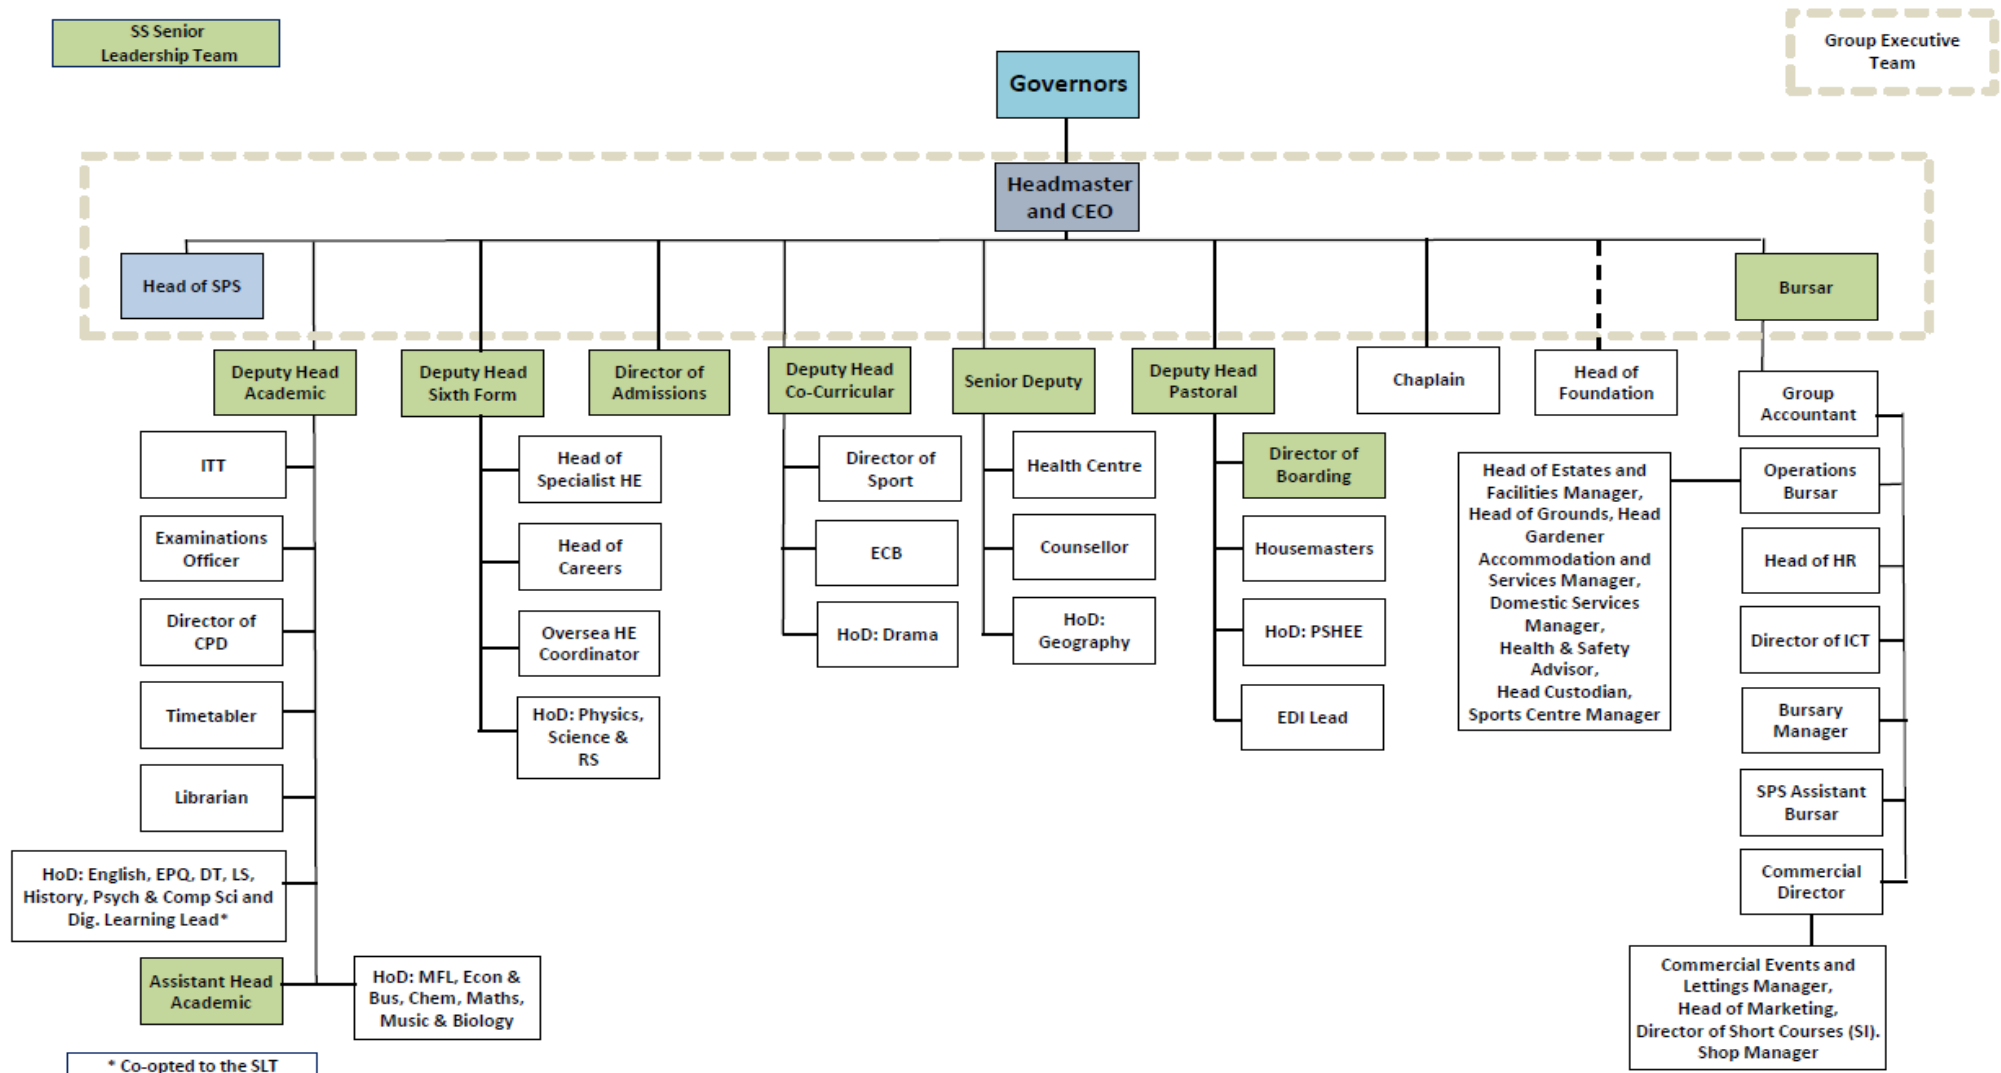 SS Senior
Leadership Team
Group Executive
Team
Governors
Headmaster
and CEO
Head of SPS
Bursar
Deputy Head
Academic
Deputy Head
Sixth Form
Director of
Admissions
Deputy Head
Co-Curricular
Senior Deputy
Deputy Head
Pastoral
Chaplain
Head of
Foundation
Group
Accountant
ITT
Examinations
Officer
Director of
CPD
Timetabler
Librarian
HoD: English, EPQ, DT, LS,
History, Psych & Comp Sci and
Dig. Learning Lead*
Assistant Head
Academic
HoD: MFL, Econ &
Bus, Chem, Maths,
Music & Biology
* Co-opted to the SLT
Head of
Specialist HE
Head of
Careers
Oversea HE
Coordinator
HoD: Physics,
Science &
RS
Director of
Sport
ECB
HoD: Drama
Health Centre
Counsellor
HoD:
Geography
Director of
Boarding
Housemasters
HoD: PSHEE
EDI Lead
Head of Estates and
Facilities Manager,
Head of Grounds, Head
Gardener
Accommodation and
Services Manager,
Domestic Services
Manager,
Health & Safety
Advisor,
Head Custodian,
Sports Centre Manager
Operations
Bursar
Head of HR
Director of ICT
Bursary
Manager
SPS Assistant
Bursar
Commercial
Director
Commercial Events and
Lettings Manager,
Head of Marketing,
Director of Short Courses (SI).
Shop Manager